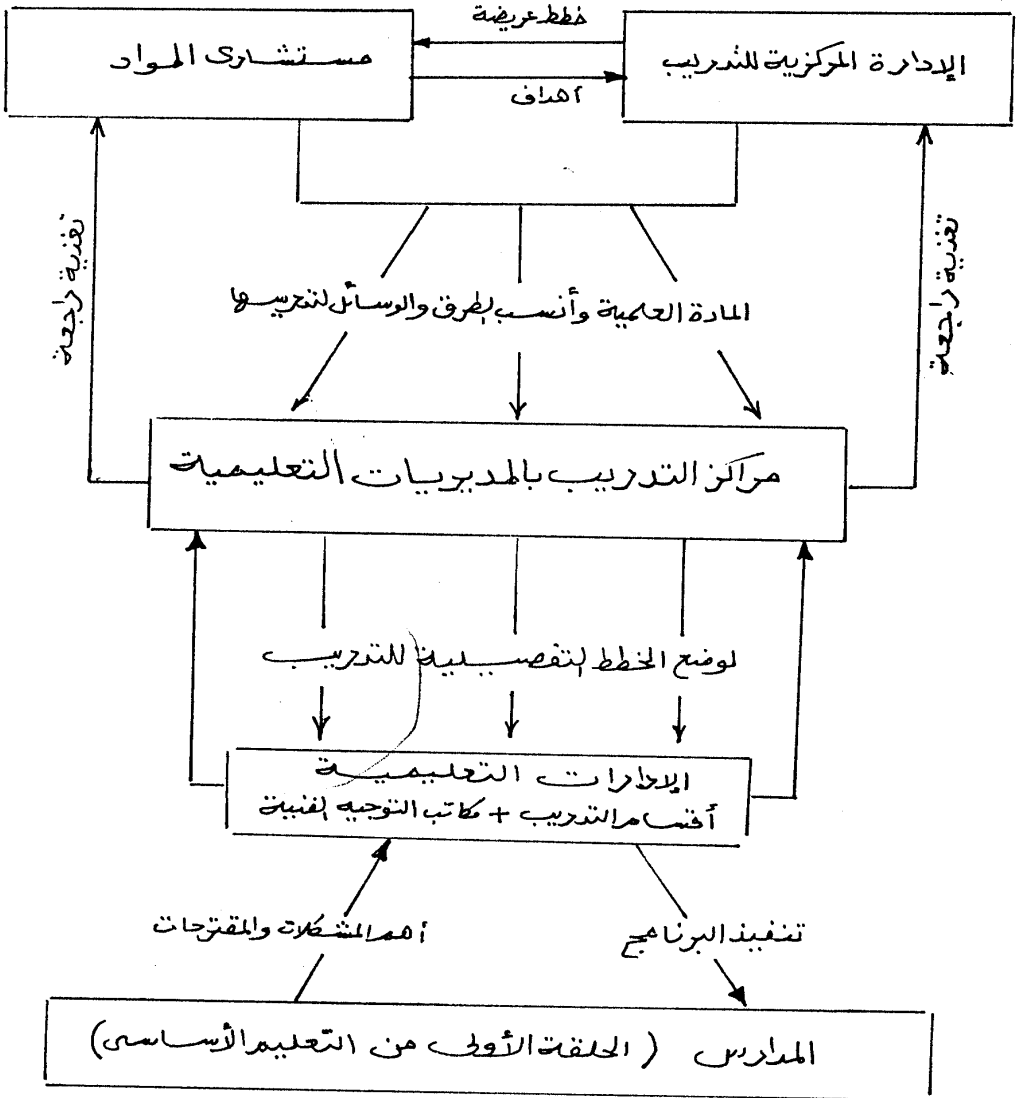 خطط عريضة
الإدارة المركزية للتدريب
مستشارى المواد
أهداف
تغذية راجعة
تغذية راجعة
المادة العلمية وأنسب الطرق والوسائل لتدريسها
مراكز التدريب بالمديريات التعليمية
لوضع الخطط التفصيلية للتدريب
الإدارات التعليمية
أقسام التدريب + مكاتب التوجيه الفنية
تنفيذ البرنامج
أهم المشكلات والمقترحات
المدارس (الحلقة الأولى من التعليم الأساسى)